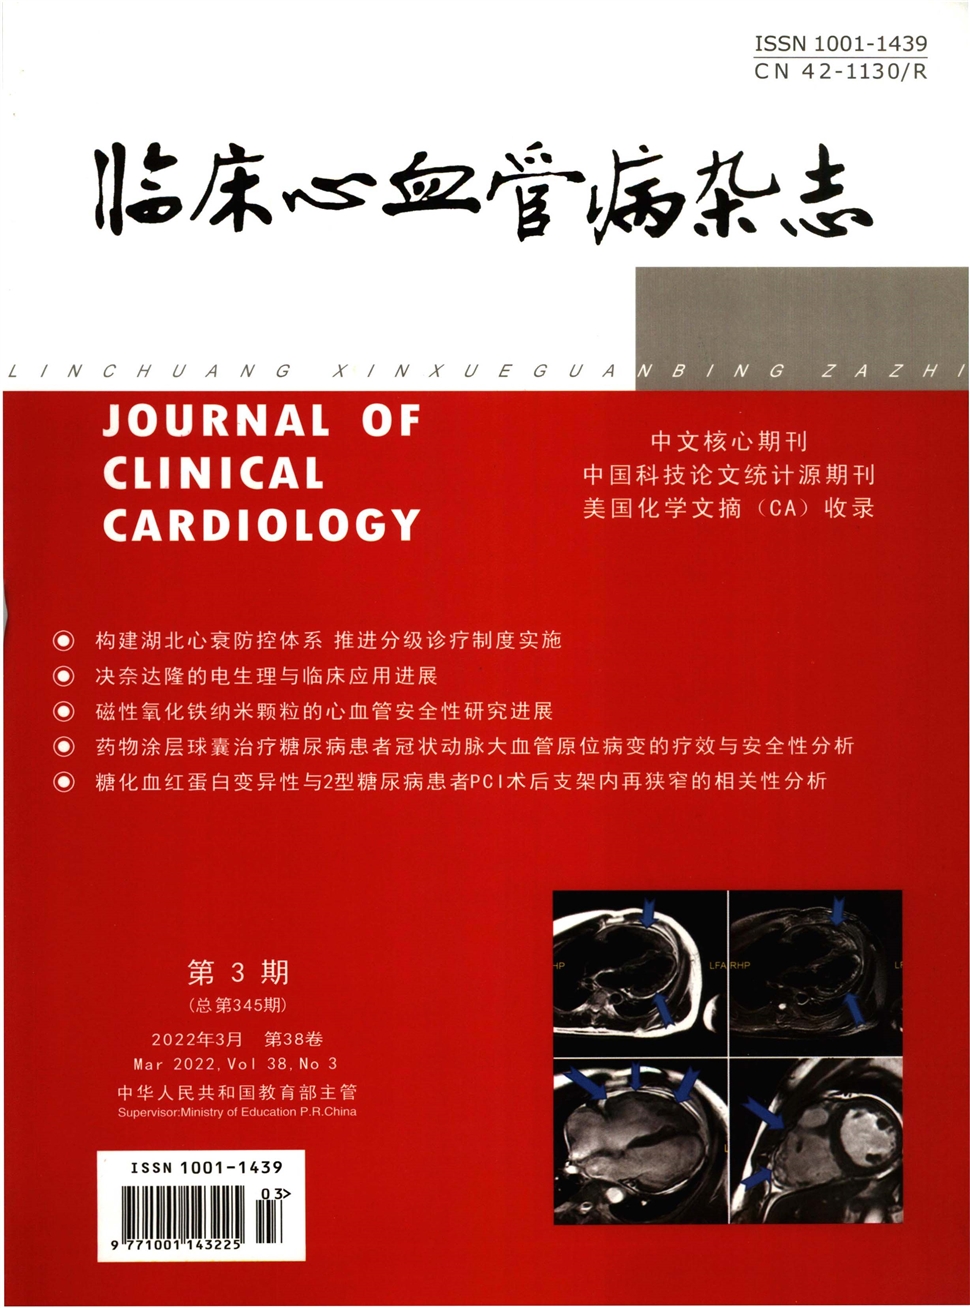 ISSN 1001-1439
CN 42-1130/R
临床心血管病杂志
LINCHUANG XINXUEGUANBING ZAZHI
JOURNAL OF
CLINICAL
CARDIOLOGY
中文核心期刊
中国科技论文统计源期刊
美国化学文摘（CA）收录
构建湖北心衰防控体系 推进分级诊疗制度实施
决奈达隆的电生理与临床应用进展
磁性氧化铁纳米颗粒的心血管安全性研究进展
药物涂层球囊治疗糖尿病患者冠状动脉大血管原位病变的疗效与安全性分析
糖化血红蛋白变异性与2型糖尿病患者PCI术后支架内再狭窄的相关性分析
HP
LFA
RHP
LF
L
第 3 期
（总第345期）
2022年3月 第38卷
Mar 2022, Vol 38, No 3
中华人民共和国教育部主管
Supervisor:Ministry of Education P.R.China
ISSN 1001-1439
03>
9 771001 143225